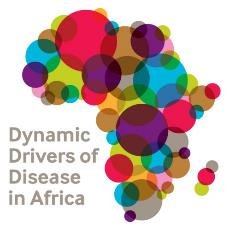 Dynamic
Drivers of
Disease
in Africa